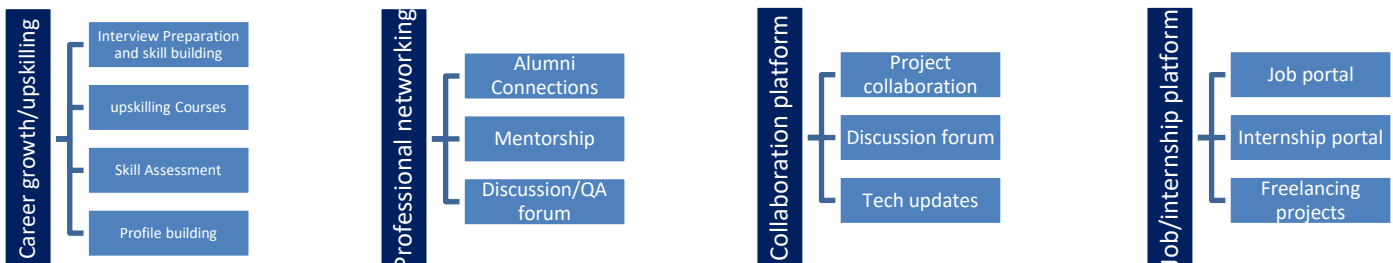 Career growth/upskilling
Interview Preparation
and skill building
upskilling Courses
Skill Assessment
Profile building
Professional networking
Alumni
Connections
Mentorship
Discussion/QA
forum
Collaboration platform
Project
collaboration
Discussion forum
Tech updates
Job/internship platform
Job portal
Internship portal
Freelancing
projects